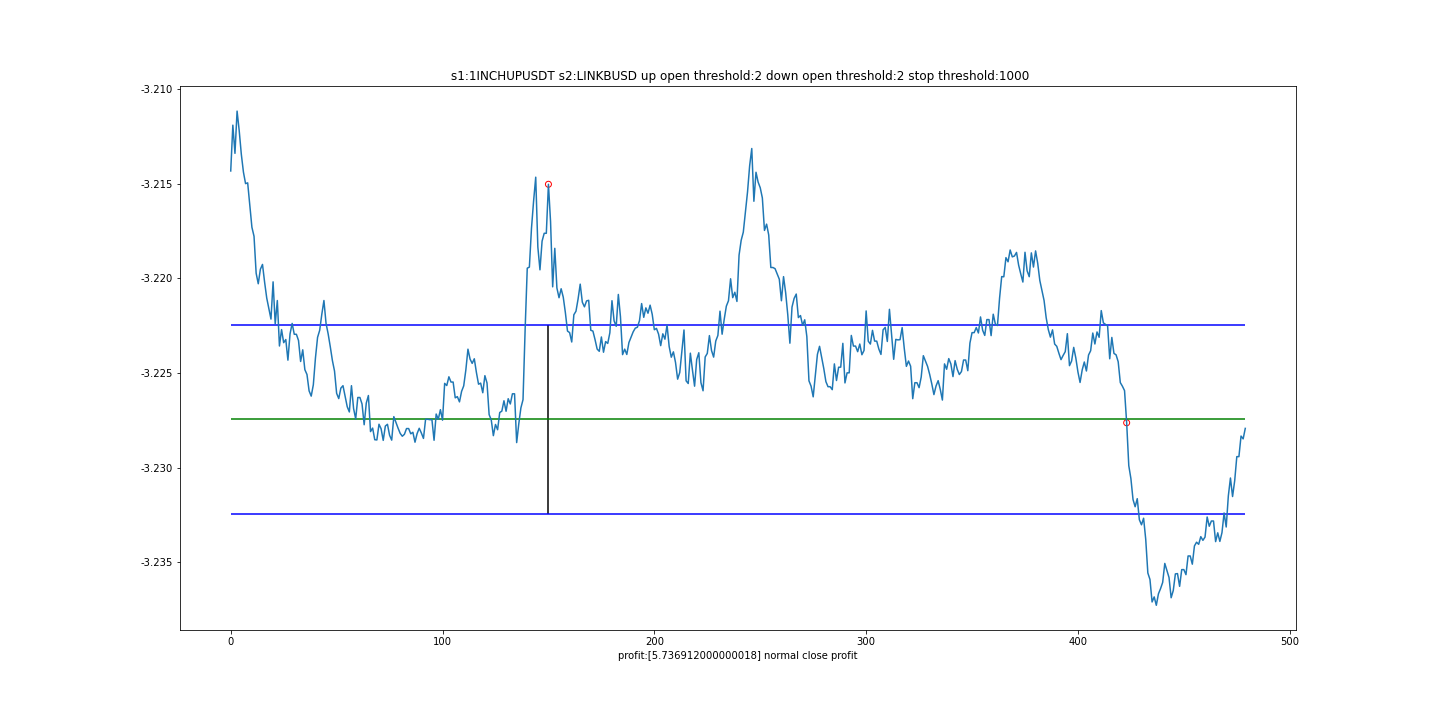 s1:1INCHUPUSDT s2:LINKBUSD up open threshold:2 down open threshold:2 stop threshold:1000
-3.210
-3.215
-3.220
-3.225
-3.230
-3.235
0 100 200 300 400 500
profit:[5.736912000000018] normal close profit